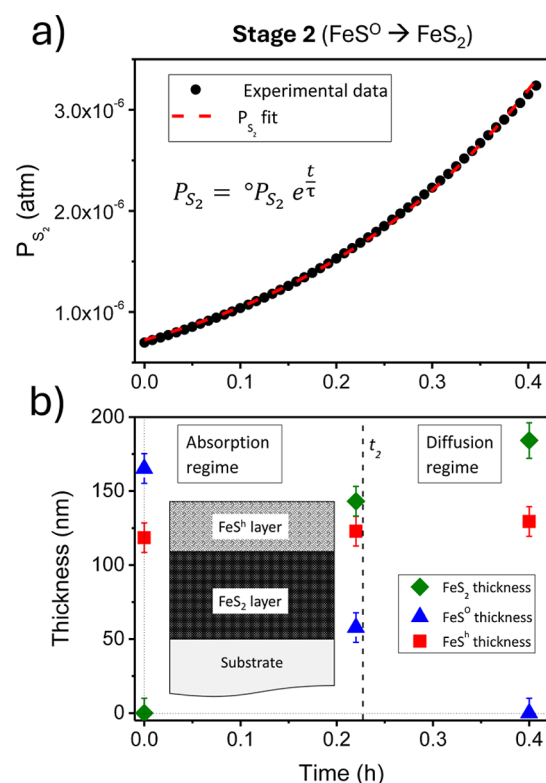 a) Stage 2 (FeS^O → FeS₂)
Experimental data
P_S₂ fit
P_S₂ = °P_S₂ e^(t/τ)
P_S₂ (atm)
3.0x10⁻⁶
2.0x10⁻⁶
1.0x10⁻⁶
0.0 0.1 0.2 0.3 0.4
b)
Absorption
regime
t₂
Diffusion
regime
FeS^h layer
FeS₂ layer
Substrate
FeS₂ thickness
FeS^O thickness
FeS^h thickness
Thickness (nm)
200
150
100
50
0
0.0 0.1 0.2 0.3 0.4
Time (h)